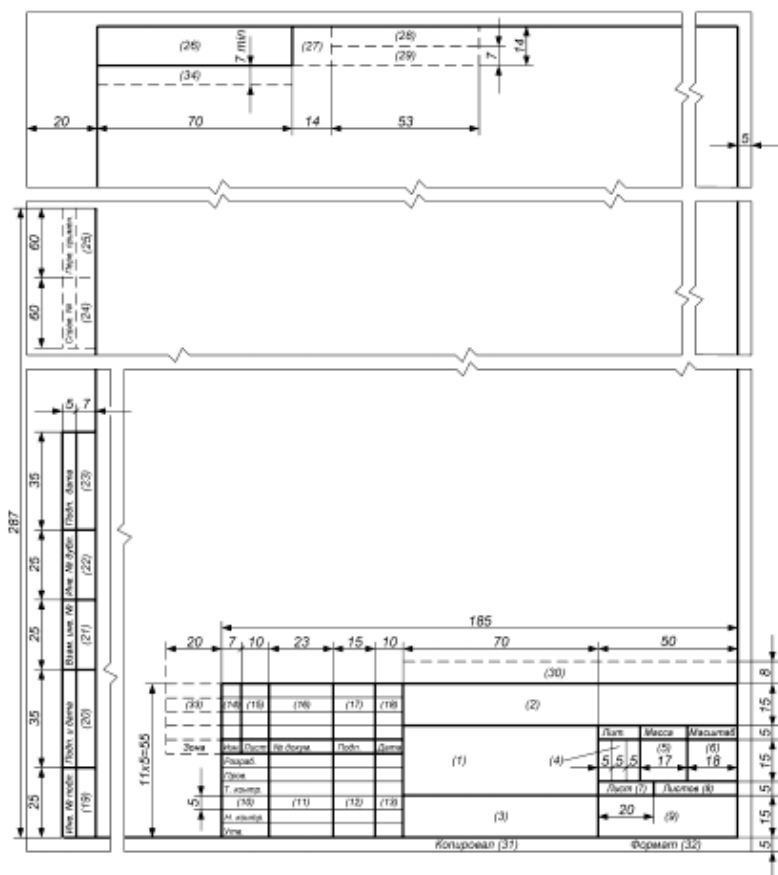 (26)
(27)
(28)
(29)
7 min
7
14
(34)
20
70
14
53
5
60
(25)
60
Справ. №
(24)
5
7
287
35
Подп. дата
(23)
25
Инв. № дубл.
(22)
25
Взам. инв. №
(21)
35
Подп. и дата
(20)
25
Инв. № подл.
(19)
185
20
7
10
23
15
10
70
50
(30)
8
(33)
(14)
(15)
(16)
(17)
(18)
(2)
15
Зона
Изм.
Лист
№ докум.
Подп.
Дата
Лит.
Масса
Масштаб
5
11х5=55
Разраб.
(1)
(4)
(5)
(6)
Пров.
5
5
5
17
18
15
Т. контр.
Лист (7)
Листов (8)
5
5
(10)
(11)
(12)
(13)
20
Н. контр.
(3)
(9)
15
Утв.
Копировал (31)
Формат (32)
5